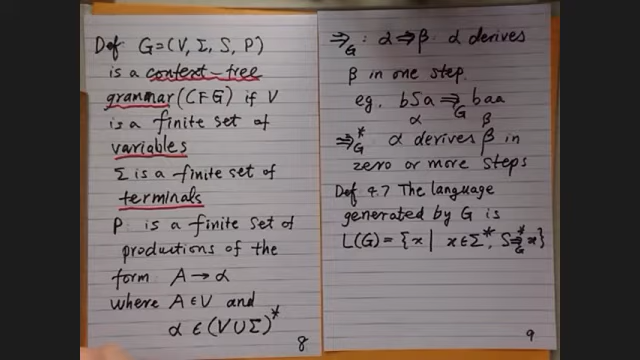 Def G=(V, Σ, S, P)
is a context-free
grammar (CFG) if V
is a finite set of
variables
Σ is a finite set of
terminals
P is a finite set of
productions of the
form A → α
where A ∈ V and
α ∈ (V ∪ Σ)*
8
⇒G : α ⇒ β α derives
β in one step.
eg. bSa ⇒G baa
α β
⇒*G α derives β in
zero or more steps
Def 4.7 The language
generated by G is
L(G) = {x | x ∈ Σ*, S ⇒*G x}
9